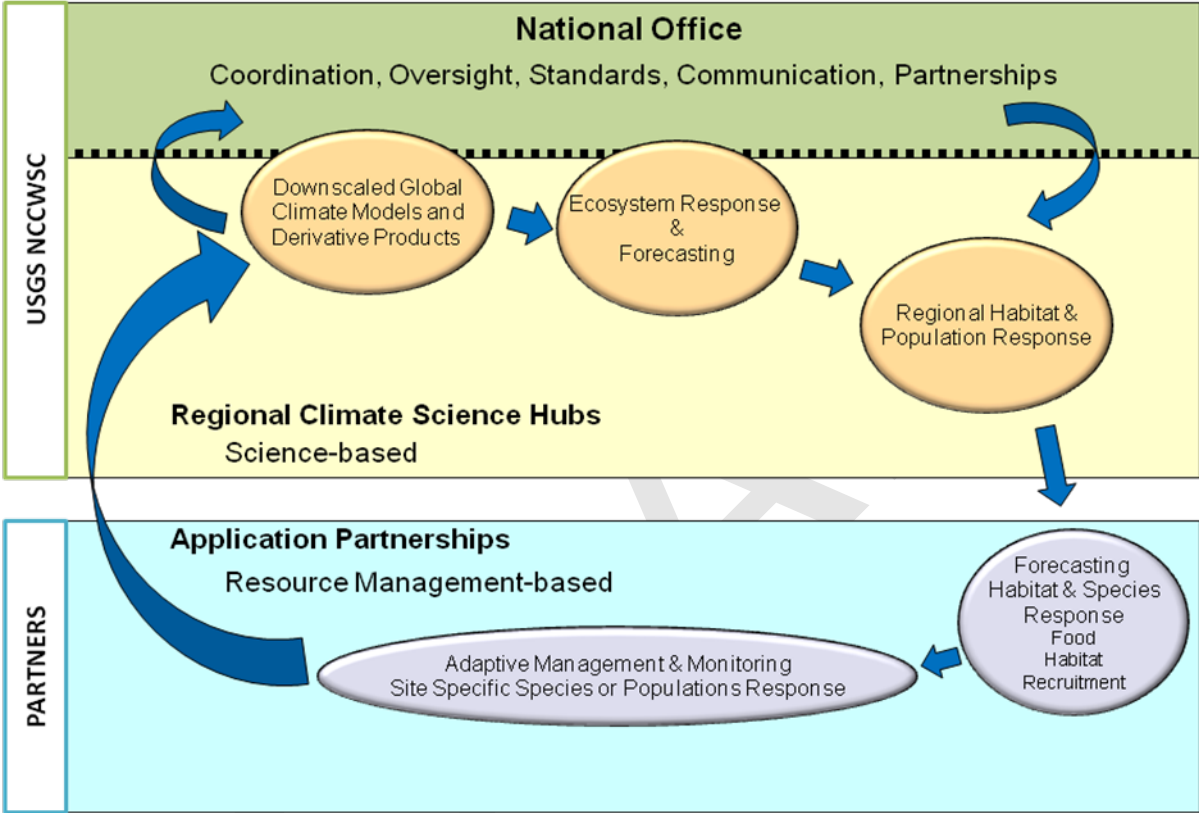 USGS NCCWSC
National Office
Coordination, Oversight, Standards, Communication, Partnerships
Downscaled Global
Climate Models and
Derivative Products
Ecosystem Response
&
Forecasting
Regional Habitat &
Population Response
Regional Climate Science Hubs
Science-based
PARTNERS
Application Partnerships
Resource Management-based
Forecasting
Habitat & Species
Response
Food
Habitat
Recruitment
Adaptive Management & Monitoring
Site Specific Species or Populations Response